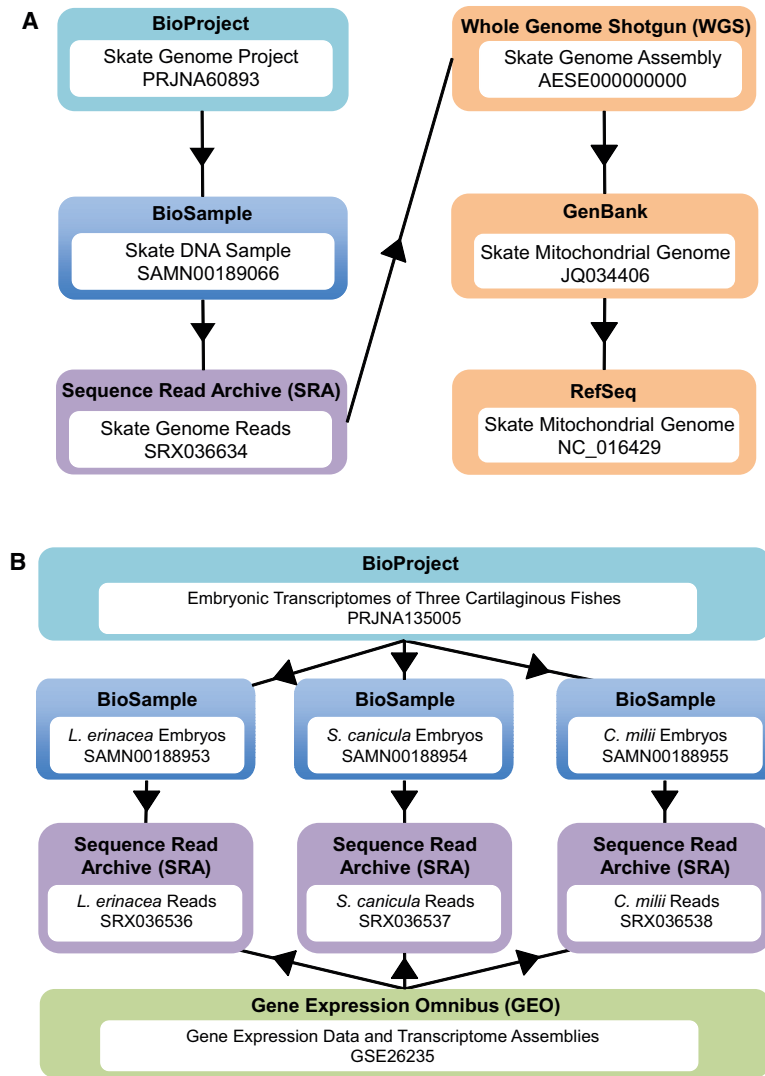 A
BioProject
Skate Genome Project
PRJNA60893
BioSample
Skate DNA Sample
SAMN00189066
Sequence Read Archive (SRA)
Skate Genome Reads
SRX036634
Whole Genome Shotgun (WGS)
Skate Genome Assembly
AESE000000000
GenBank
Skate Mitochondrial Genome
JQ034406
RefSeq
Skate Mitochondrial Genome
NC_016429
B
BioProject
Embryonic Transcriptomes of Three Cartilaginous Fishes
PRJNA135005
BioSample
L. erinacea Embryos
SAMN00188953
BioSample
S. canicula Embryos
SAMN00188954
BioSample
C. milii Embryos
SAMN00188955
Sequence Read
Archive (SRA)
L. erinacea Reads
SRX036536
Sequence Read
Archive (SRA)
S. canicula Reads
SRX036537
Sequence Read
Archive (SRA)
C. milii Reads
SRX036538
Gene Expression Omnibus (GEO)
Gene Expression Data and Transcriptome Assemblies
GSE26235